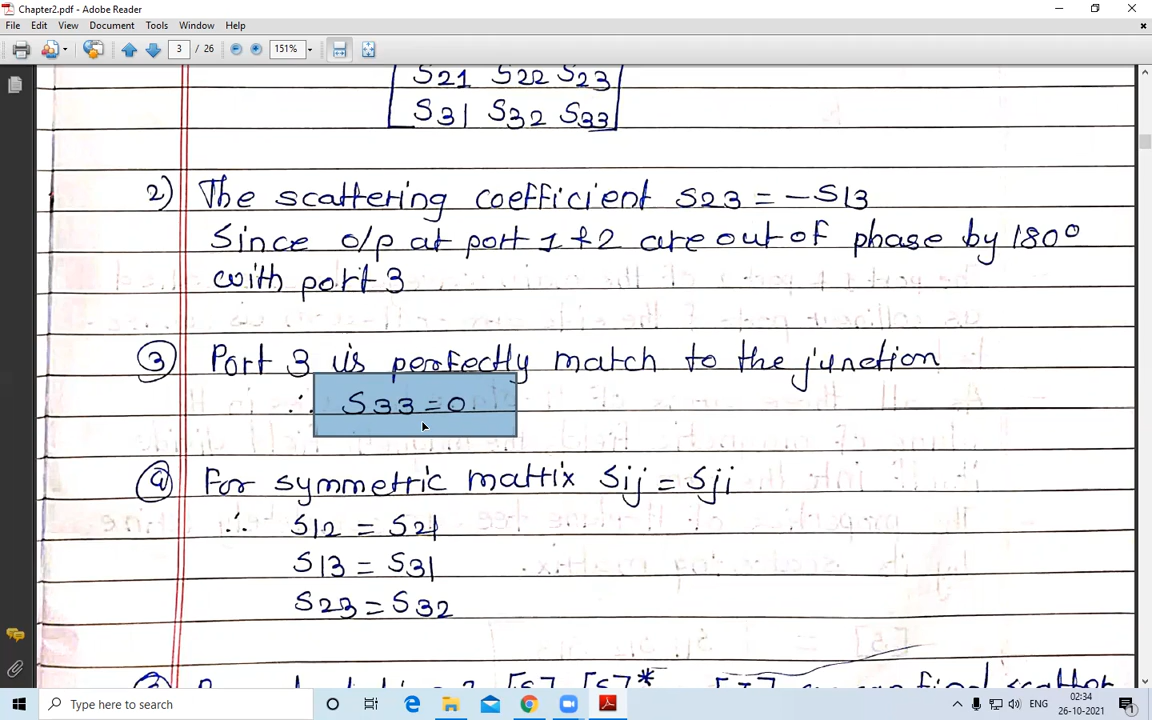 Chapter2.pdf - Adobe Reader
File Edit View Document Tools Window Help
3 / 26 151%
S21 S22 S23
S31 S32 S33
2) The scattering coefficient S23 = -S13
Since o/p at port 1 & 2 are out of phase by 180°
with port 3
③ Port 3 is perfectly match to the junction
∴ S33 = 0
④ For symmetric mattix Sij = Sji
∴ S12 = S21
S13 = S31
S23 = S32
Type here to search
ENG
02:34
26-10-2021